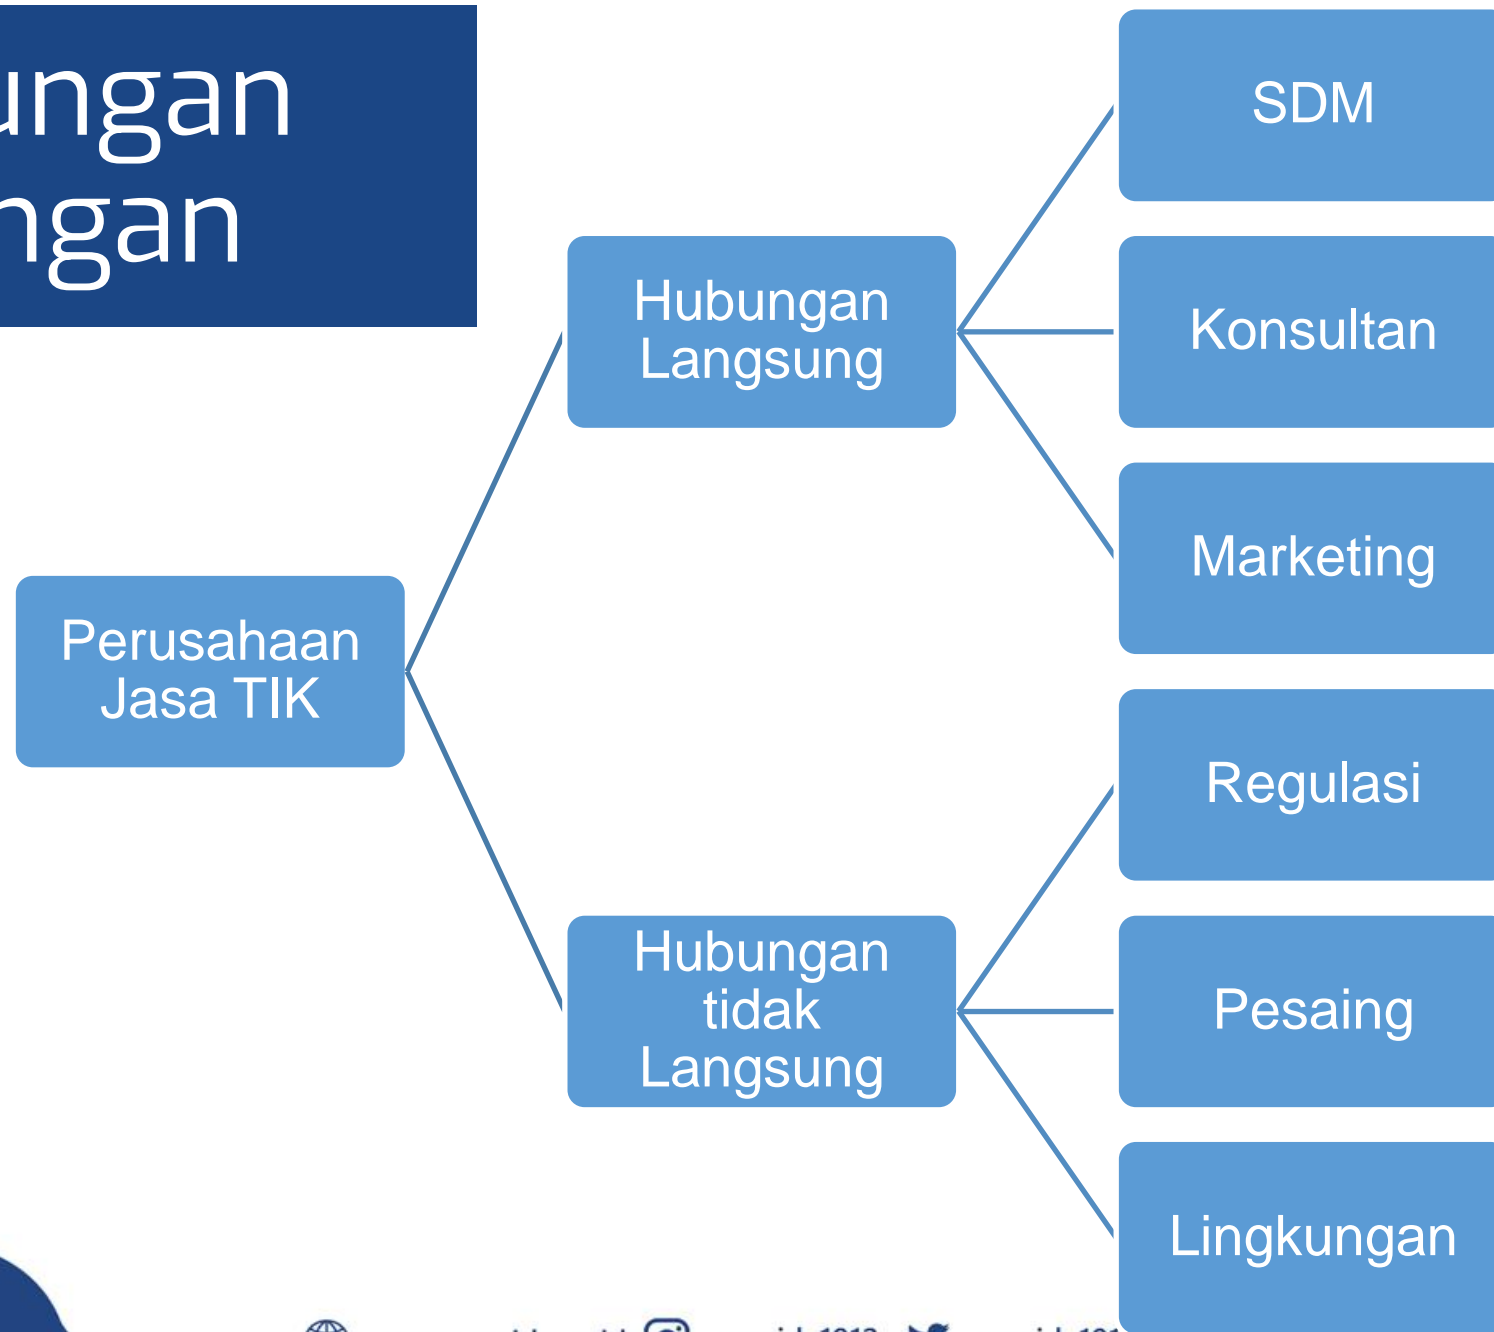 ungan
ngan
SDM
Hubungan
Langsung
Konsultan
Marketing
Perusahaan
Jasa TIK
Regulasi
Hubungan
tidak
Langsung
Pesaing
Lingkungan